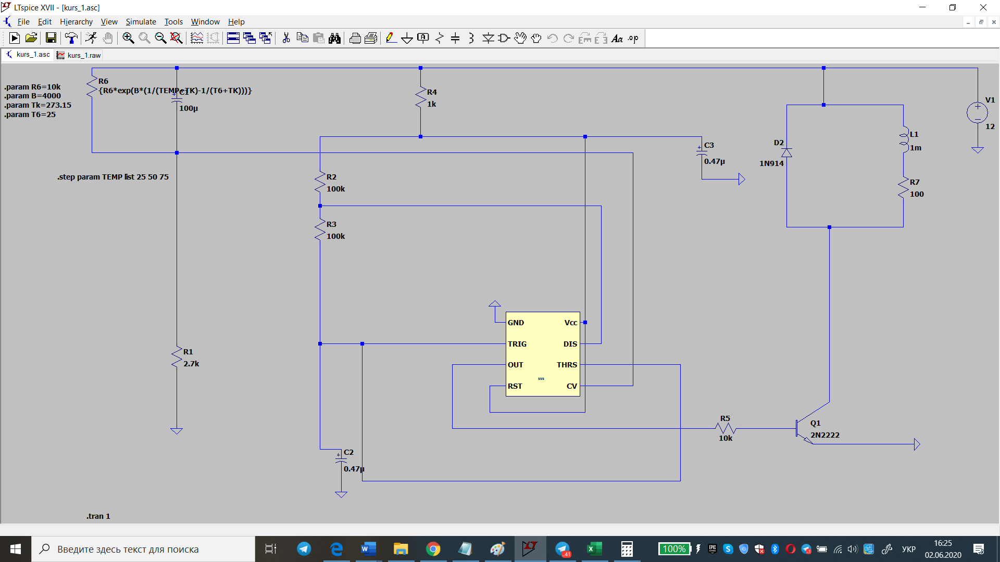 LTspice XVII - [kurs_1.asc]
File Edit Hierarchy View Simulate Tools Window Help
kurs_1.asc kurs_1.raw
.param R6=10k
.param B=4000
.param Tk=273.15
.param T6=25
R6
{R6*exp(B*(1/(TEMP+TK)-1/(T6+TK)))}
C1
100µ
R4
1k
V1
12
C3
0.47µ
D2
1N914
L1
1m
.step param TEMP list 25 50 75
R2
100k
R7
100
R3
100k
GND Vcc
TRIG DIS
OUT THRS
555
RST CV
R1
2.7k
R5
10k
Q1
2N2222
C2
0.47µ
.tran 1
Введите здесь текст для поиска
41
100%
УКР
16:25
02.06.2020